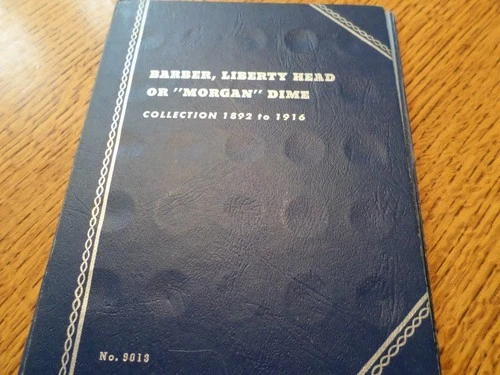 BARBER, LIBERTY HEAD
OR "MORGAN" DIME
COLLECTION 1892 to 1916
No. 9013